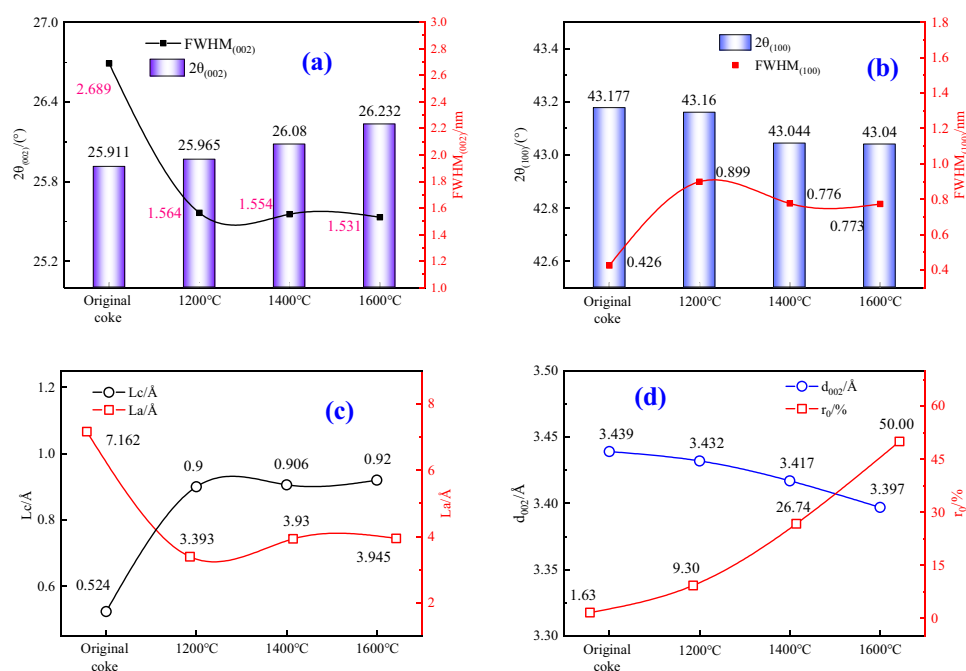 (a)
FWHM(002)
2θ(002)
27.0
26.4
25.8
25.2
2θ(002)/(°)
3.0
2.8
2.6
2.4
2.2
2.0
1.8
1.6
1.4
1.2
1.0
FWHM(002)/nm
2.689
1.564
1.554
1.531
25.911
25.965
26.08
26.232
Original
coke
1200°C
1400°C
1600°C
(b)
2θ(100)
FWHM(100)
43.4
43.2
43.0
42.8
42.6
2θ(100)/(°)
1.8
1.6
1.4
1.2
1.0
0.8
0.6
0.4
FWHM(100)/nm
43.177
43.16
43.044
43.04
0.426
0.899
0.776
0.773
Original
coke
1200°C
1400°C
1600°C
(c)
Lc/Å
La/Å
1.2
1.0
0.8
0.6
Lc/Å
8
6
4
2
La/Å
7.162
0.9
0.906
0.92
0.524
3.393
3.93
3.945
Original
coke
1200°C
1400°C
1600°C
(d)
d002/Å
r0/%
3.50
3.45
3.40
3.35
3.30
d002/Å
60
45
30
15
0
r0/%
3.439
3.432
3.417
3.397
1.63
9.30
26.74
50.00
Original
coke
1200°C
1400°C
1600°C